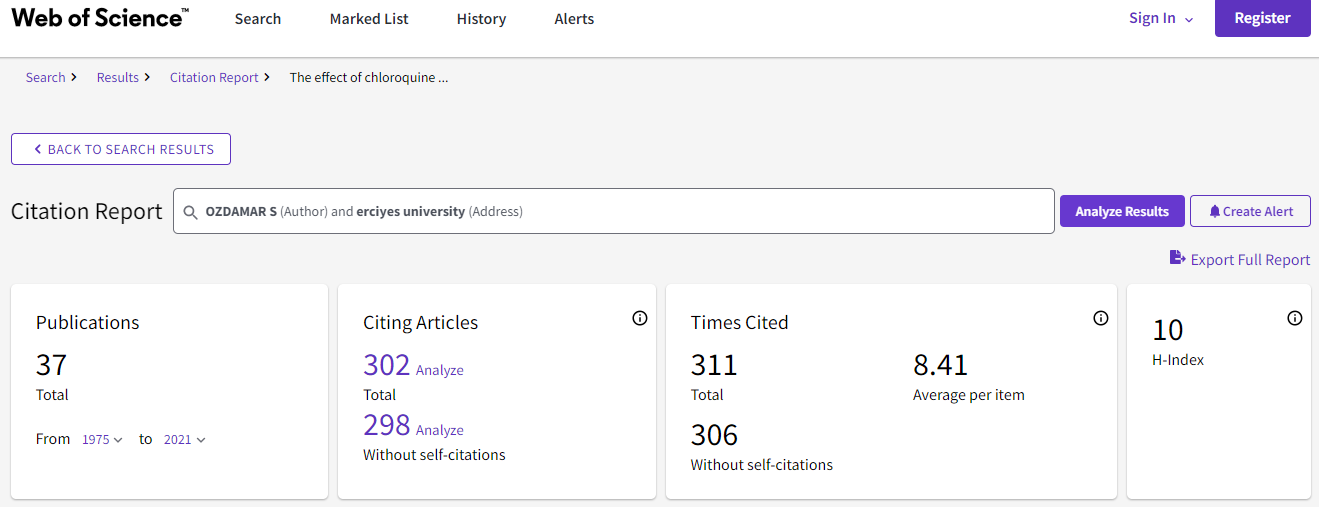 Web of Science™ Search Marked List History Alerts Sign In Register
Search Results Citation Report The effect of chloroquine ...
BACK TO SEARCH RESULTS
Citation Report OZDAMAR S (Author) and erciyes university (Address) Analyze Results Create Alert
Export Full Report
Publications
37
Total
From 1975 to 2021
Citing Articles
302 Analyze
Total
298 Analyze
Without self-citations
Times Cited
311
Total
8.41
Average per item
306
Without self-citations
10
H-Index